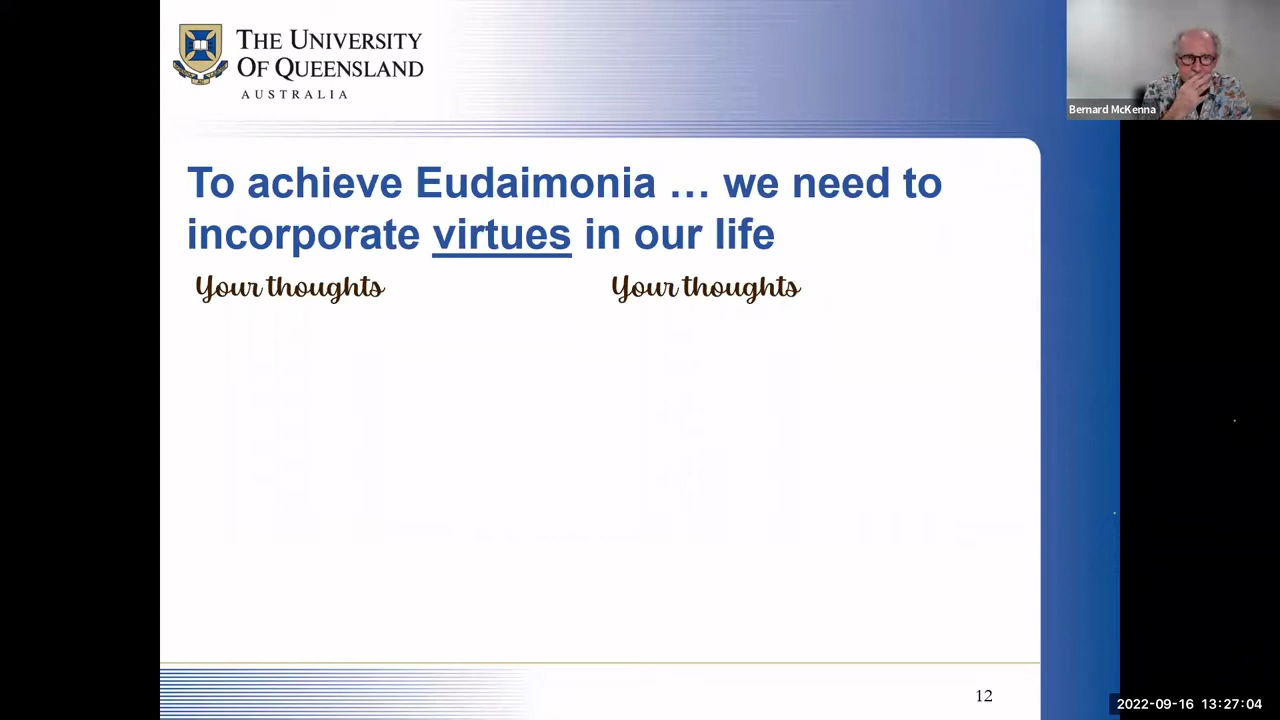 THE UNIVERSITY
OF QUEENSLAND
AUSTRALIA
Bernard McKenna
To achieve Eudaimonia … we need to
incorporate virtues in our life
Your thoughts
Your thoughts
12
2022-09-16 13:27:04